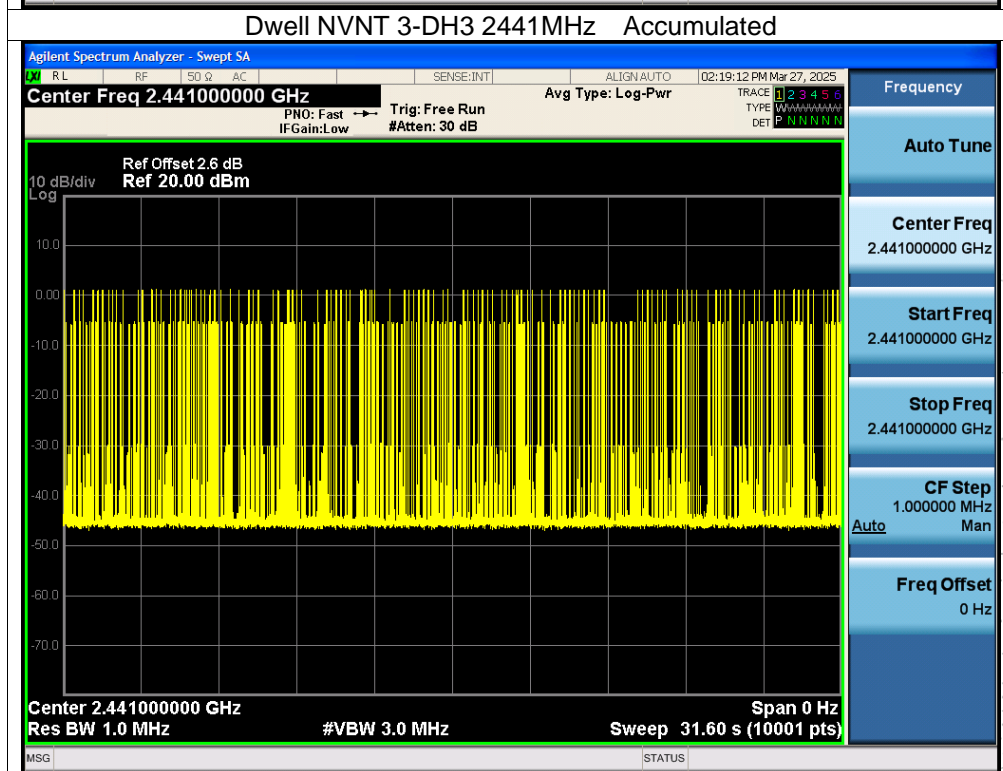 Dwell NVNT 3-DH3 2441MHz Accumulated
Agilent Spectrum Analyzer - Swept SA
LXI RL RF 50 Ω AC SENSE:INT ALIGN AUTO 02:19:12 PM Mar 27, 2025
Center Freq 2.441000000 GHz
PNO: Fast
IFGain:Low
Trig: Free Run
#Atten: 30 dB
Avg Type: Log-Pwr
TRACE 1 2 3 4 5 6
TYPE WWWWWW
DET P N N N N N
Ref Offset 2.6 dB
10 dB/div Ref 20.00 dBm
Log
10.0
0.00
-10.0
-20.0
-30.0
-40.0
-50.0
-60.0
-70.0
Center 2.441000000 GHz Span 0 Hz
Res BW 1.0 MHz #VBW 3.0 MHz Sweep 31.60 s (10001 pts)
MSG STATUS
Frequency
Auto Tune
Center Freq
2.441000000 GHz
Start Freq
2.441000000 GHz
Stop Freq
2.441000000 GHz
CF Step
1.000000 MHz
Auto Man
Freq Offset
0 Hz